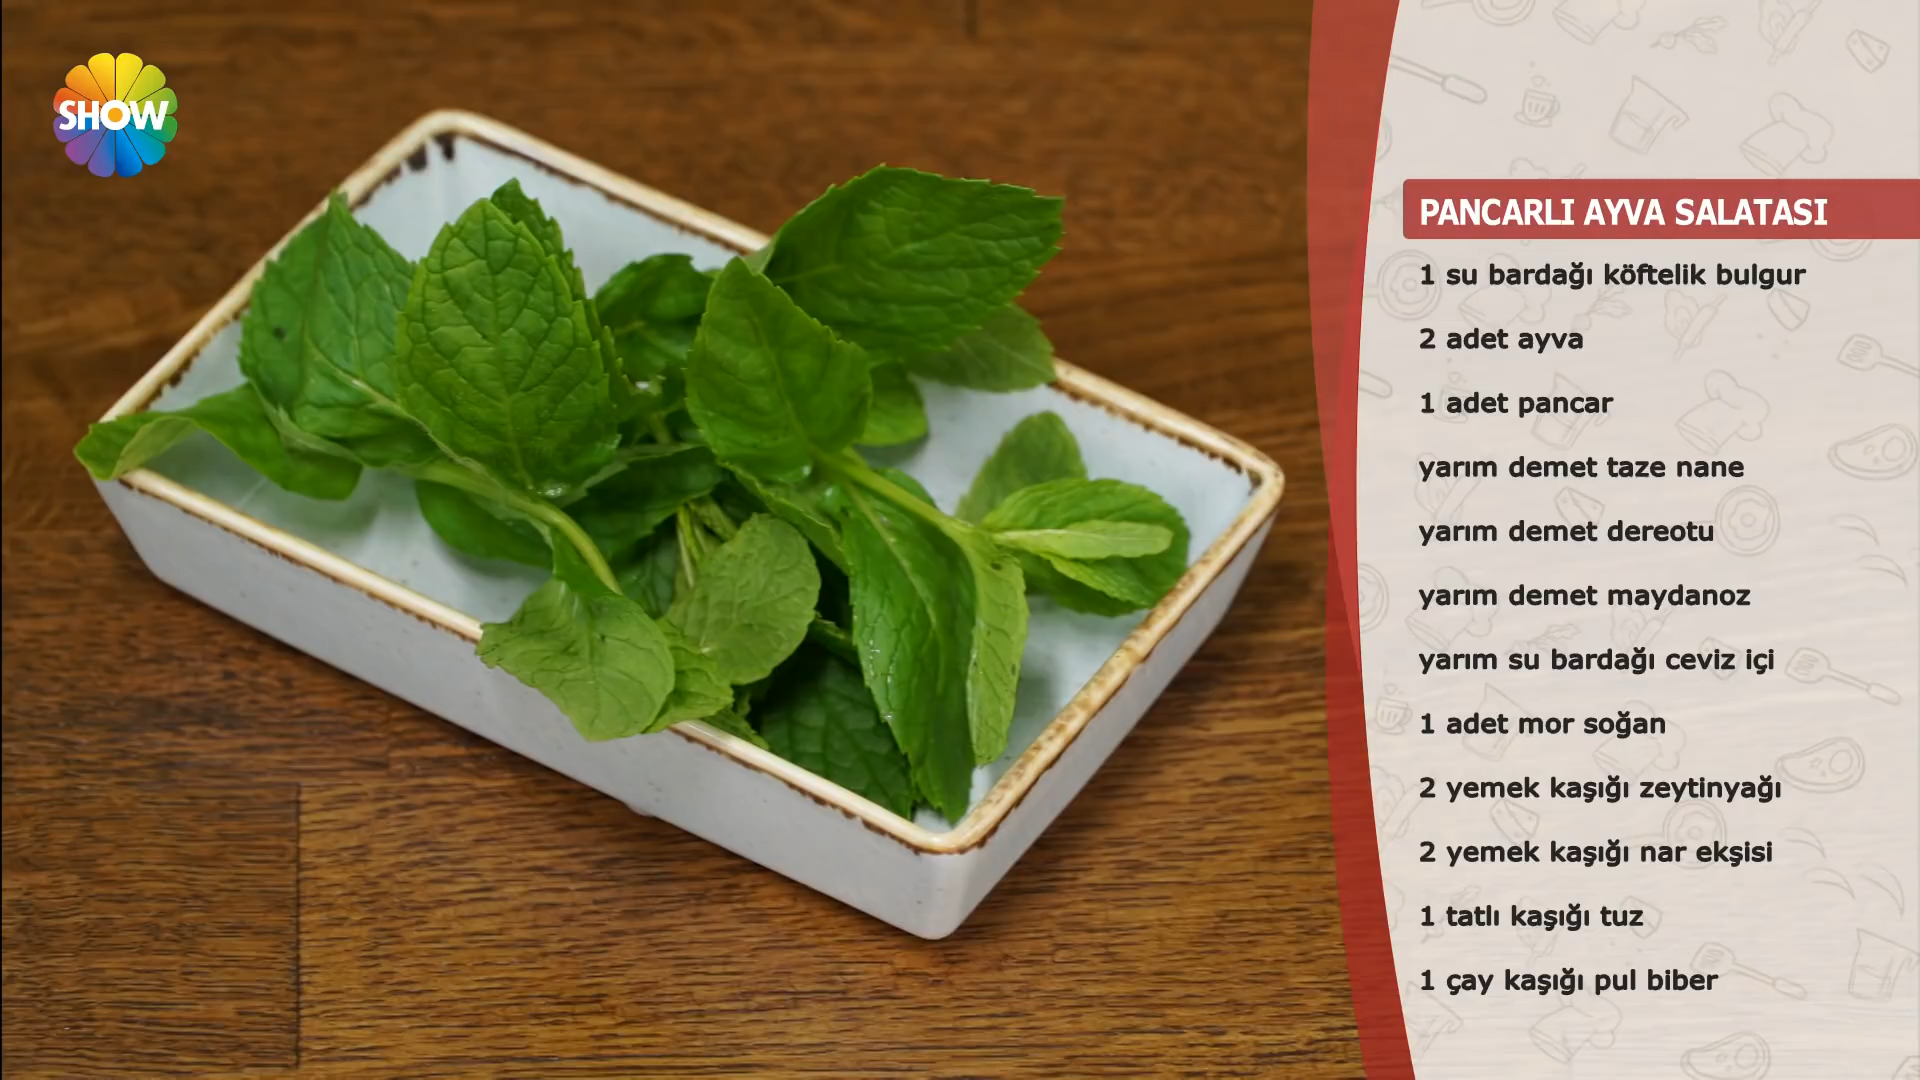 SHOW
PANCARLI AYVA SALATASI
1 su bardağı köftelik bulgur
2 adet ayva
1 adet pancar
yarım demet taze nane
yarım demet dereotu
yarım demet maydanoz
yarım su bardağı ceviz içi
1 adet mor soğan
2 yemek kaşığı zeytinyağı
2 yemek kaşığı nar ekşisi
1 tatlı kaşığı tuz
1 çay kaşığı pul biber